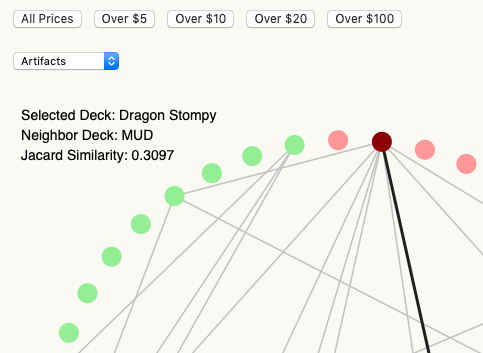 All Prices Over $5 Over $10 Over $20 Over $100
Artifacts
Selected Deck: Dragon Stompy
Neighbor Deck: MUD
Jacard Similarity: 0.3097